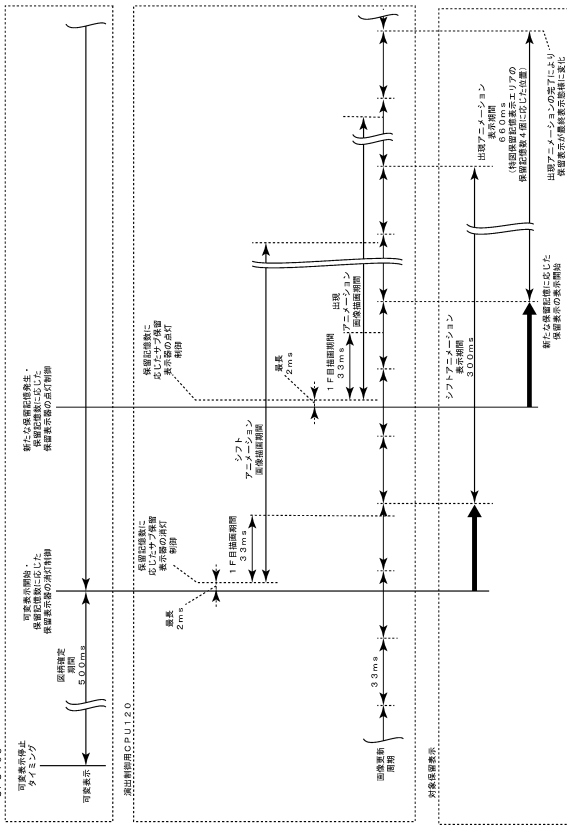 可変表示停止
タイミング
可変表示
図柄確定
期間
500ms
可変表示開始・
保留記憶数に応じた
保留表示器の消灯制御
新たな保留記憶発生・
保留記憶数に応じた
保留表示器の点灯制御
演出制御用CPU120
最長
2ms
保留記憶数に
応じたサブ保留
表示器の消灯
制御
1F目描画期間
33ms
シフト
アニメーション
画像描画期間
保留記憶数に
応じたサブ保留
表示器の点灯
制御
最長
2ms
1F目描画期間
33ms
出現
アニメーション
画像描画期間
画像更新
周期
33ms
対象保留表示
シフトアニメーション
表示期間
300ms
新たな保留記憶に応じた
保留表示の表示開始
出現アニメーション
表示期間
660ms
(特図保留記憶表示エリアの
保留記憶数4個に応じた位置)
出現アニメーションの完了により
保留表示が最終表示態様に変化